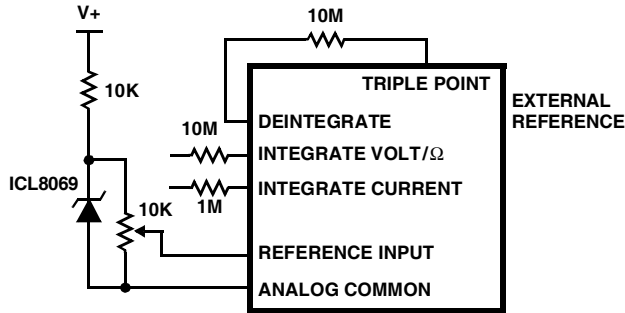 V+
10M
10K
TRIPLE POINT
EXTERNAL
REFERENCE
DEINTEGRATE
10M
INTEGRATE VOLT/Ω
ICL8069
INTEGRATE CURRENT
1M
10K
REFERENCE INPUT
ANALOG COMMON